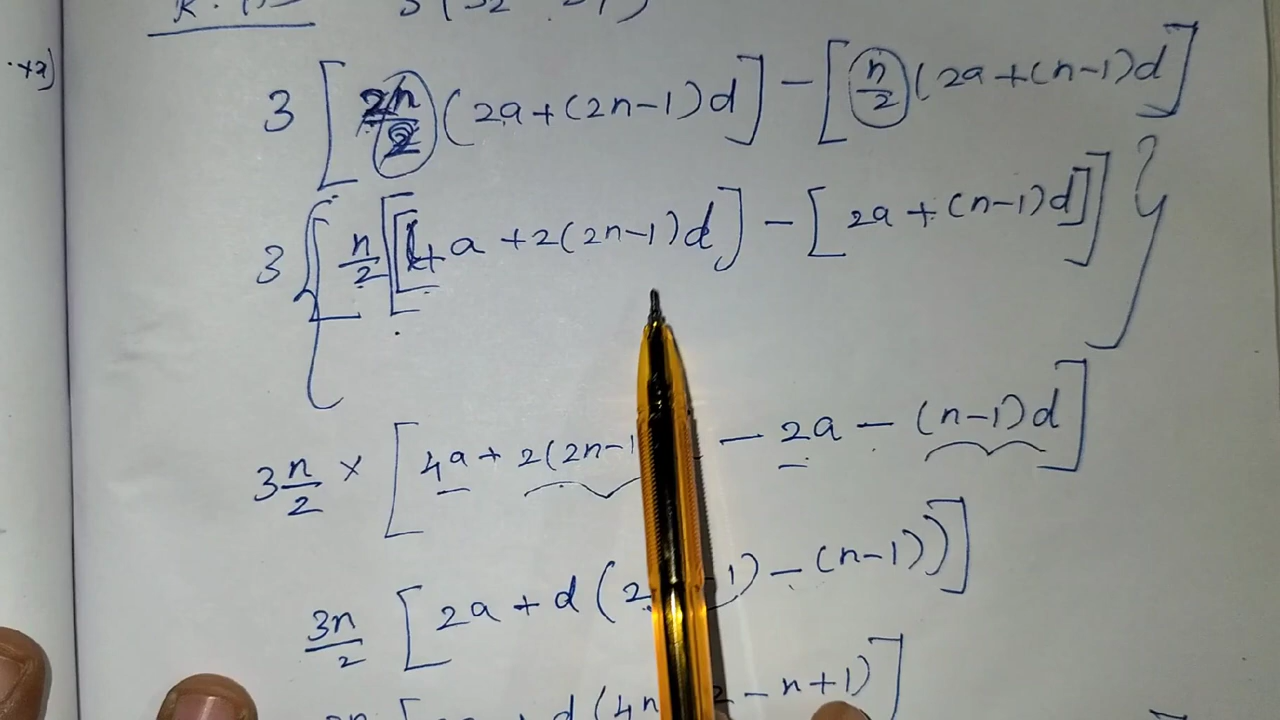 3 [ 2n/2 (2a+(2n-1)d ] - [ n/2 (2a+(n-1)d ]
3 { n/2 [[ 4a + 2(2n-1)d ] - [ 2a + (n-1)d ]] }
3n/2 × [ 4a + 2(2n-1 - 2a - (n-1)d ]
3n/2 [ 2a + d (2 -1) - (n-1)) ]
d (4n - n+1) ]